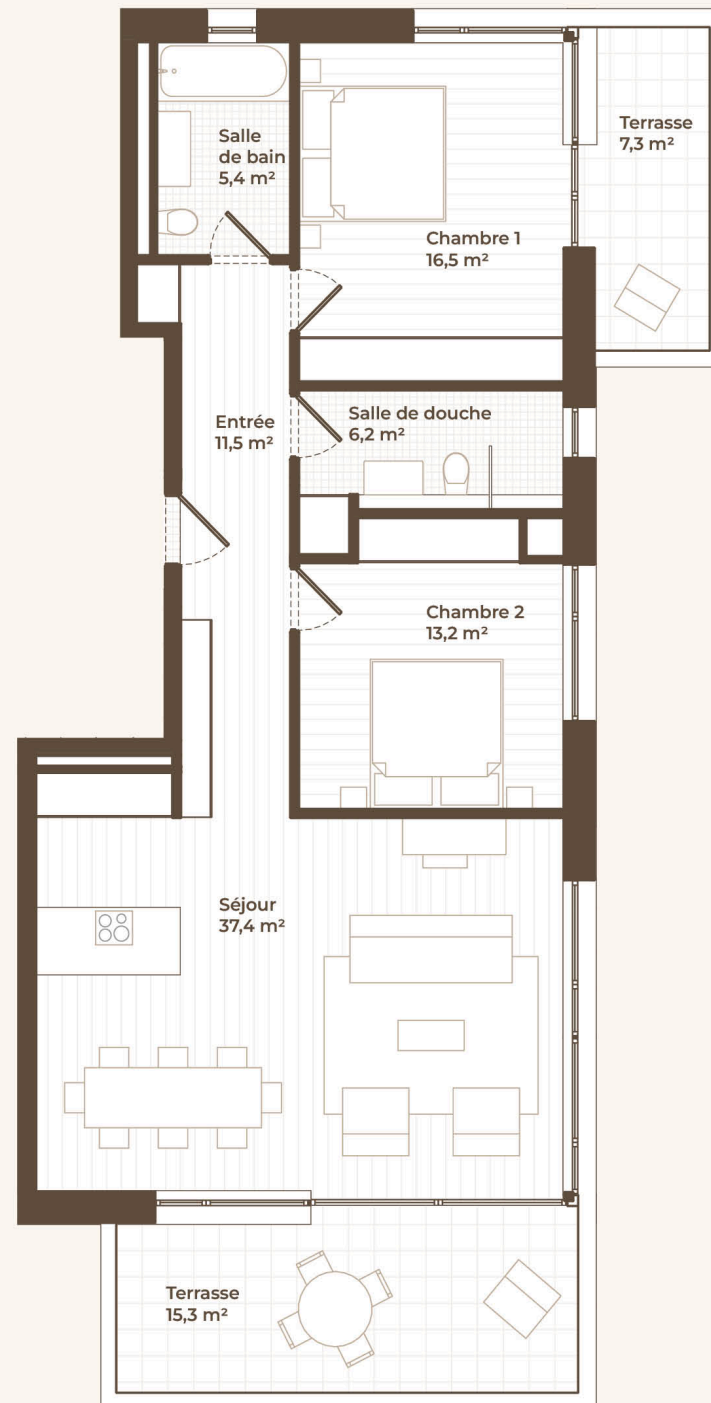 Salle
de bain
5,4 m²
Terrasse
7,3 m²
Chambre 1
16,5 m²
Entrée
11,5 m²
Salle de douche
6,2 m²
Chambre 2
13,2 m²
Séjour
37,4 m²
Terrasse
15,3 m²